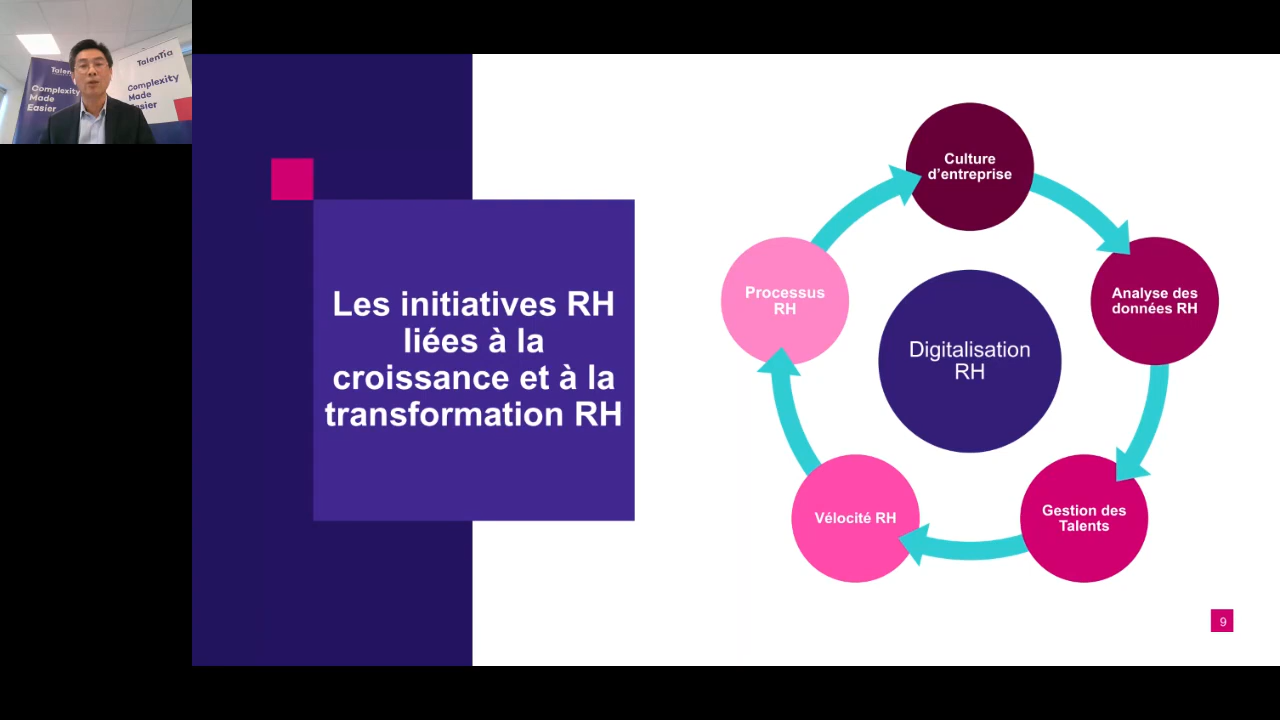 Talentia
Complexity
Made
Easier
Talentia
Complexity
Made
Easier
Les initiatives RH
liées à la
croissance et à la
transformation RH
Culture
d’entreprise
Analyse des
données RH
Gestion des
Talents
Vélocité RH
Processus
RH
Digitalisation
RH
9